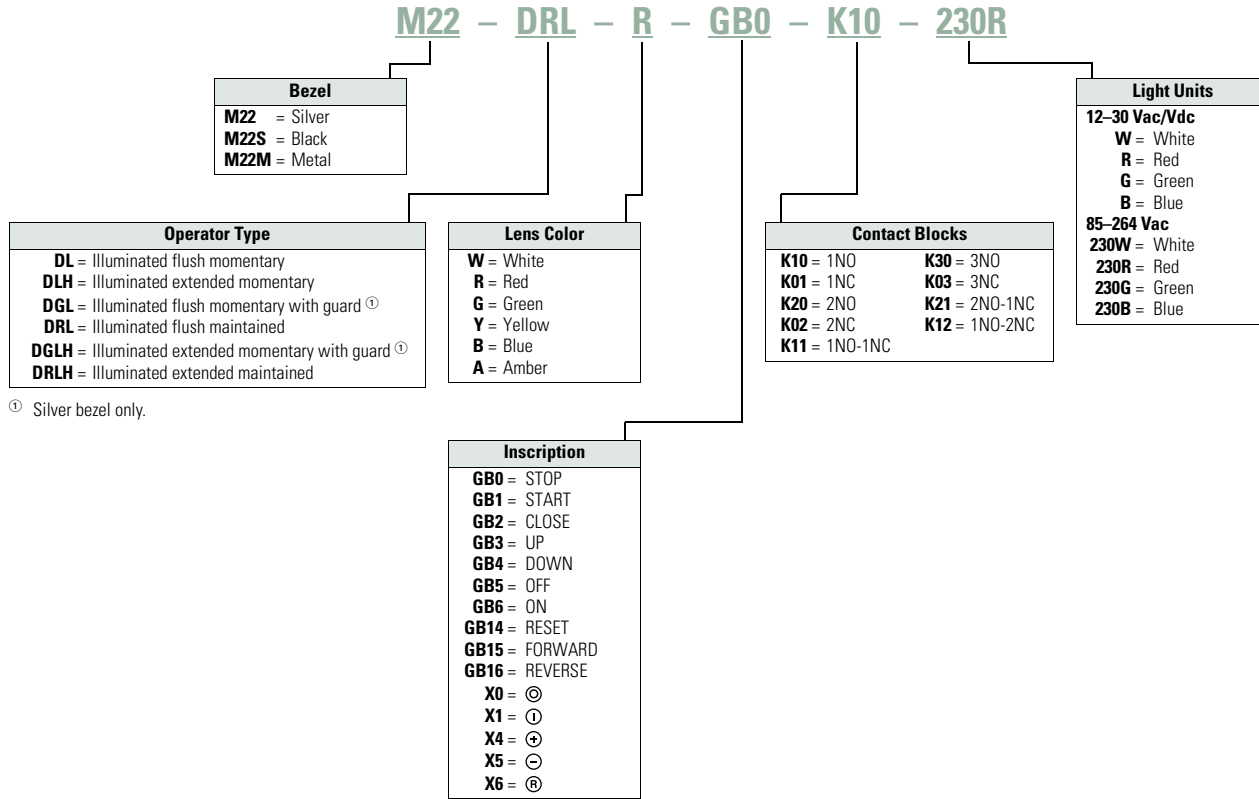 M22 – DRL – R – GB0 – K10 – 230R
Bezel
M22 = Silver
M22S = Black
M22M = Metal
Light Units
12–30 Vac/Vdc
W = White
R = Red
G = Green
B = Blue
85–264 Vac
230W = White
230R = Red
230G = Green
230B = Blue
Operator Type
DL = Illuminated flush momentary
DLH = Illuminated extended momentary
DGL = Illuminated flush momentary with guard ①
DRL = Illuminated flush maintained
DGLH = Illuminated extended momentary with guard ①
DRLH = Illuminated extended maintained
① Silver bezel only.
Lens Color
W = White
R = Red
G = Green
Y = Yellow
B = Blue
A = Amber
Contact Blocks
K10 = 1NO K30 = 3NO
K01 = 1NC K03 = 3NC
K20 = 2NO K21 = 2NO-1NC
K02 = 2NC K12 = 1NO-2NC
K11 = 1NO-1NC
Inscription
GB0 = STOP
GB1 = START
GB2 = CLOSE
GB3 = UP
GB4 = DOWN
GB5 = OFF
GB6 = ON
GB14 = RESET
GB15 = FORWARD
GB16 = REVERSE
X0 = ⌾
X1 = ⏼
X4 = ⊕
X5 = ⊖
X6 = ®